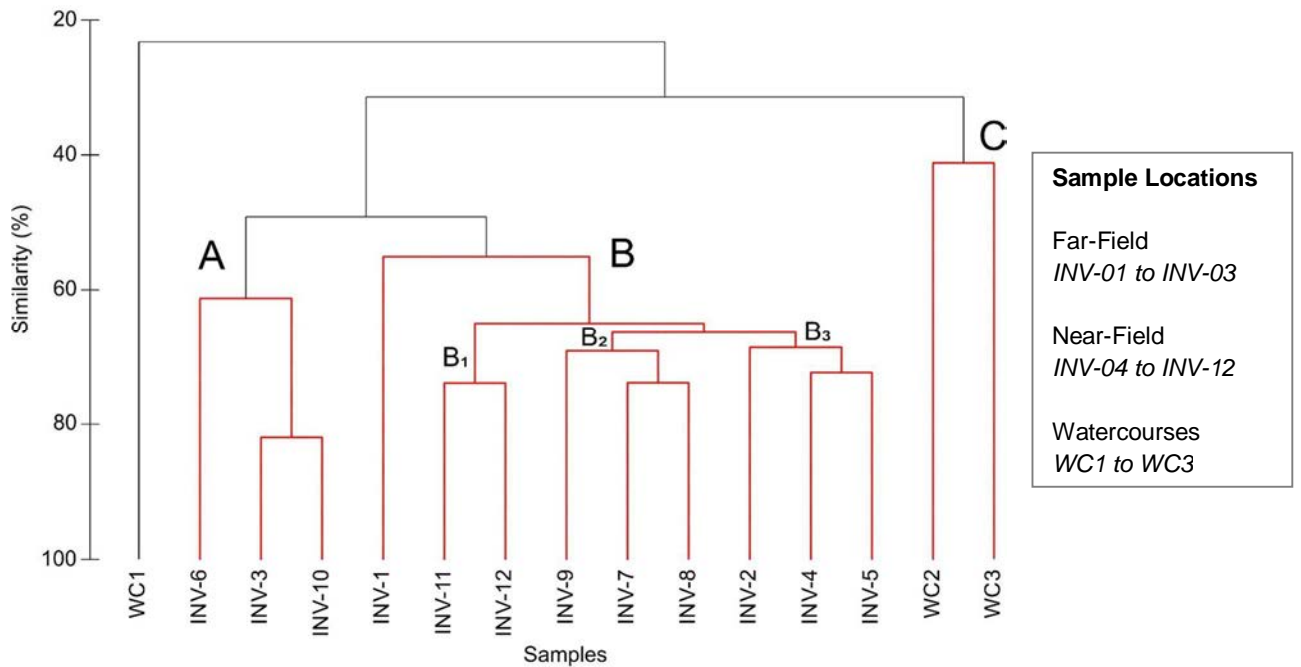 20
40
60
80
100
Similarity (%)
A
B
C
B₁
B₂
B₃
WC1
INV-6
INV-3
INV-10
INV-1
INV-11
INV-12
INV-9
INV-7
INV-8
INV-2
INV-4
INV-5
WC2
WC3
Samples
Sample Locations
Far-Field
INV-01 to INV-03
Near-Field
INV-04 to INV-12
Watercourses
WC1 to WC3